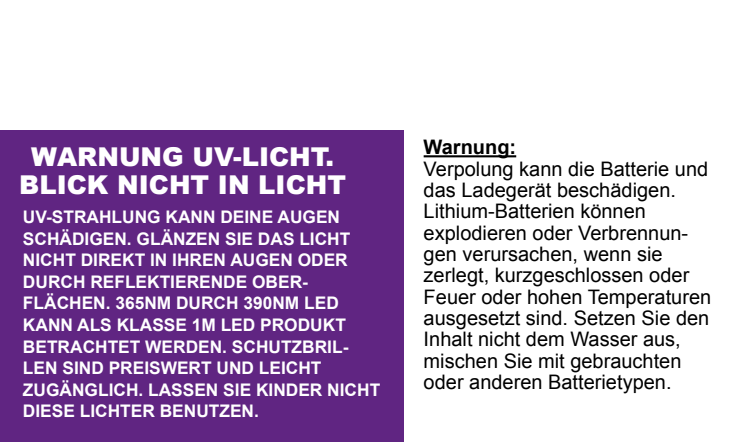 WARNUNG UV-LICHT.
BLICK NICHT IN LICHT
UV-STRAHLUNG KANN DEINE AUGEN
SCHÄDIGEN. GLÄNZEN SIE DAS LICHT
NICHT DIREKT IN IHREN AUGEN ODER
DURCH REFLEKTIERENDE OBER-
FLÄCHEN. 365NM DURCH 390NM LED
KANN ALS KLASSE 1M LED PRODUKT
BETRACHTET WERDEN. SCHUTZBRIL-
LEN SIND PREISWERT UND LEICHT
ZUGÄNGLICH. LASSEN SIE KINDER NICHT
DIESE LICHTER BENUTZEN.
Warnung:
Verpolung kann die Batterie und
das Ladegerät beschädigen.
Lithium-Batterien können
explodieren oder Verbrennun-
gen verursachen, wenn sie
zerlegt, kurzgeschlossen oder
Feuer oder hohen Temperaturen
ausgesetzt sind. Setzen Sie den
Inhalt nicht dem Wasser aus,
mischen Sie mit gebrauchten
oder anderen Batterietypen.